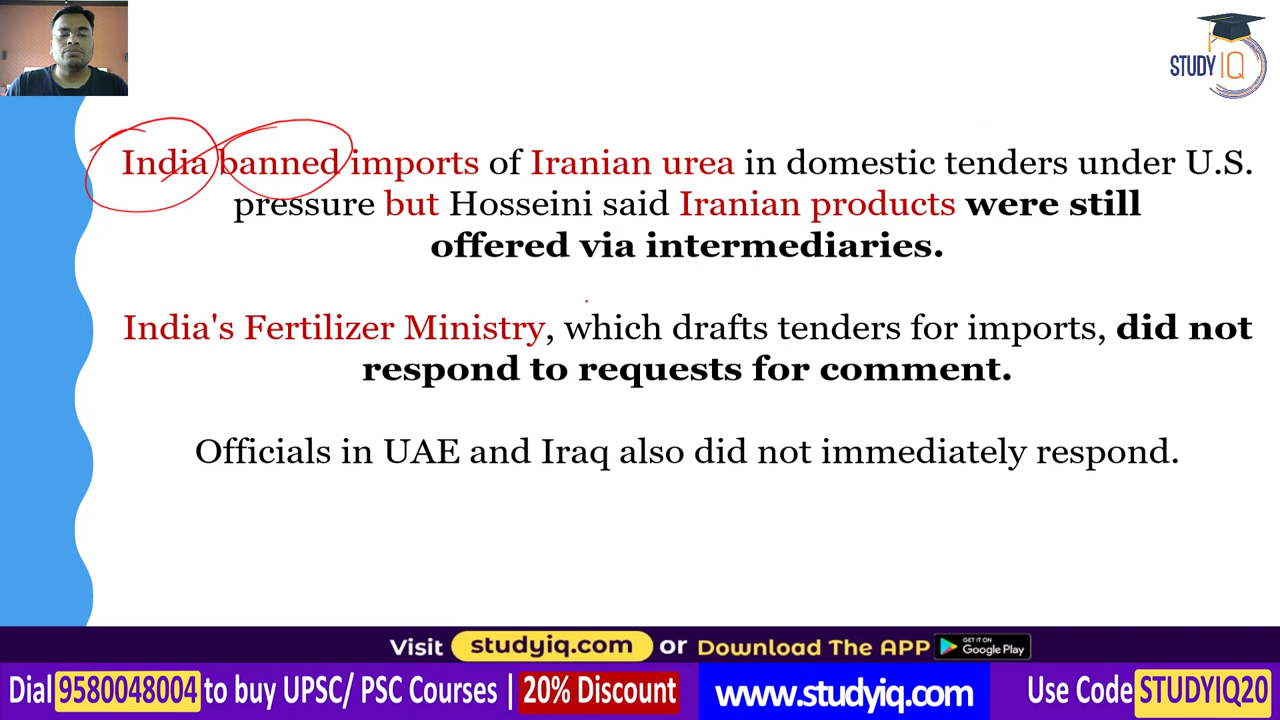 STUDY IQ
India banned imports of Iranian urea in domestic tenders under U.S.
pressure but Hosseini said Iranian products were still
offered via intermediaries.
India's Fertilizer Ministry, which drafts tenders for imports, did not
respond to requests for comment.
Officials in UAE and Iraq also did not immediately respond.
Visit studyiq.com or Download The APP GET IT ON Google Play
Dial 9580048004 to buy UPSC/ PSC Courses | 20% Discount www.studyiq.com Use Code STUDYIQ20